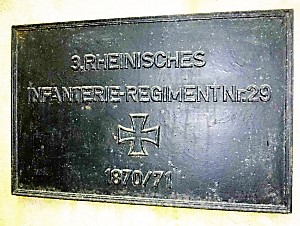 3.RHEINISCHES
INFANTERIE-REGIMENT Nr.29
1870/71